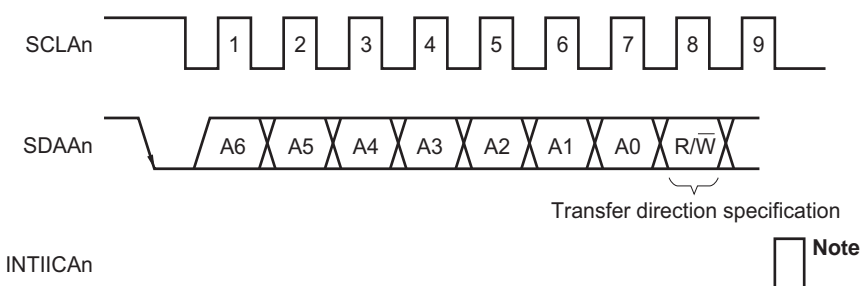 SCLAn 1 2 3 4 5 6 7 8 9
SDAAn A6 A5 A4 A3 A2 A1 A0 R/W̅
Transfer direction specification
INTIICAn Note